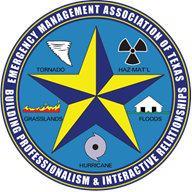 EMERGENCY MANAGEMENT ASSOCIATION OF TEXAS
TORNADO
HAZ-MAT'L
GRASSLANDS
FLOODS
HURRICANE
BUILDING PROFESSIONALISM & INTERACTIVE RELATIONSHIPS